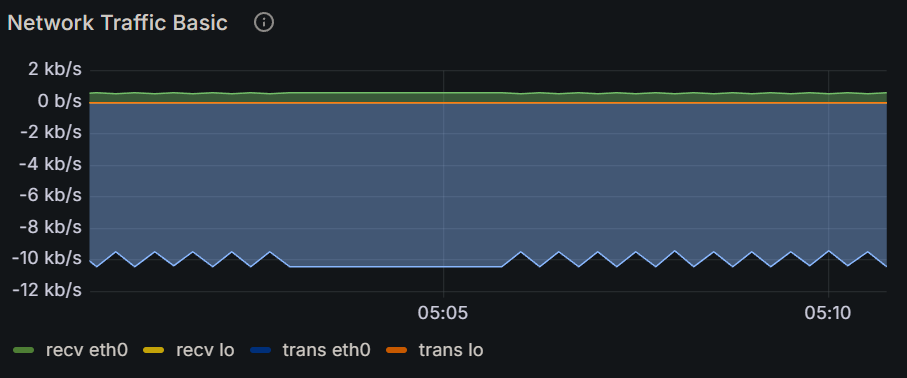 Network Traffic Basic
2 kb/s
0 b/s
-2 kb/s
-4 kb/s
-6 kb/s
-8 kb/s
-10 kb/s
-12 kb/s
05:05 05:10
recv eth0 recv lo trans eth0 trans lo